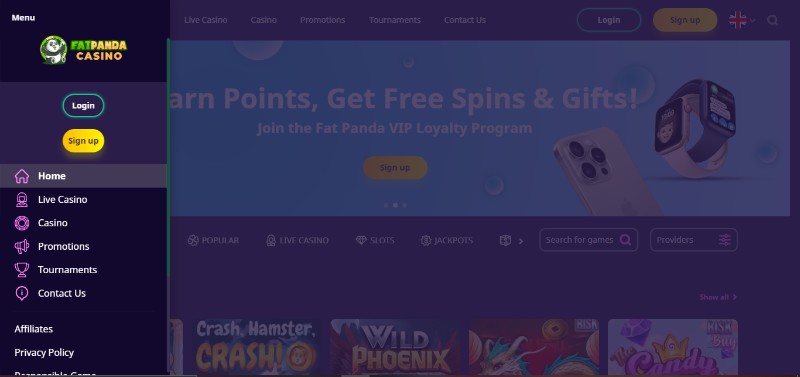 Menu
FATPANDA
CASINO
Login
Sign up
Home
Live Casino
Casino
Promotions
Tournaments
Contact Us
Affiliates
Privacy Policy
Responsible Game
Live Casino
Casino
Promotions
Tournaments
Contact Us
Login
Sign up
arn Points, Get Free Spins & Gifts!
Join the Fat Panda VIP Loyalty Program
Sign up
POPULAR
LIVE CASINO
SLOTS
JACKPOTS
Search for games
Providers
Show all
Crash, Hamster,
CRASH!
WILD
PHOENIX
RISK
RISK
Candy